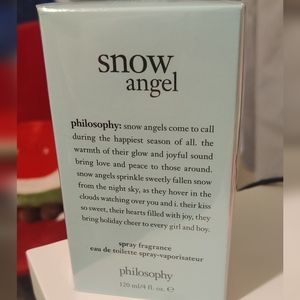 snow
angel
philosophy: snow angels come to call
during the happiest season of all. the
warmth of their glow and joyful sound
bring love and peace to those around.
snow angels sprinkle sweetly fallen snow
from the night sky, as they hover in the
clouds watching over you and i. their kiss
so sweet, their hearts filled with joy, they
bring holiday cheer to every girl and boy.
spray fragrance
eau de toilette spray-vaporisateur
philosophy
120 ml/4 fl. oz. e